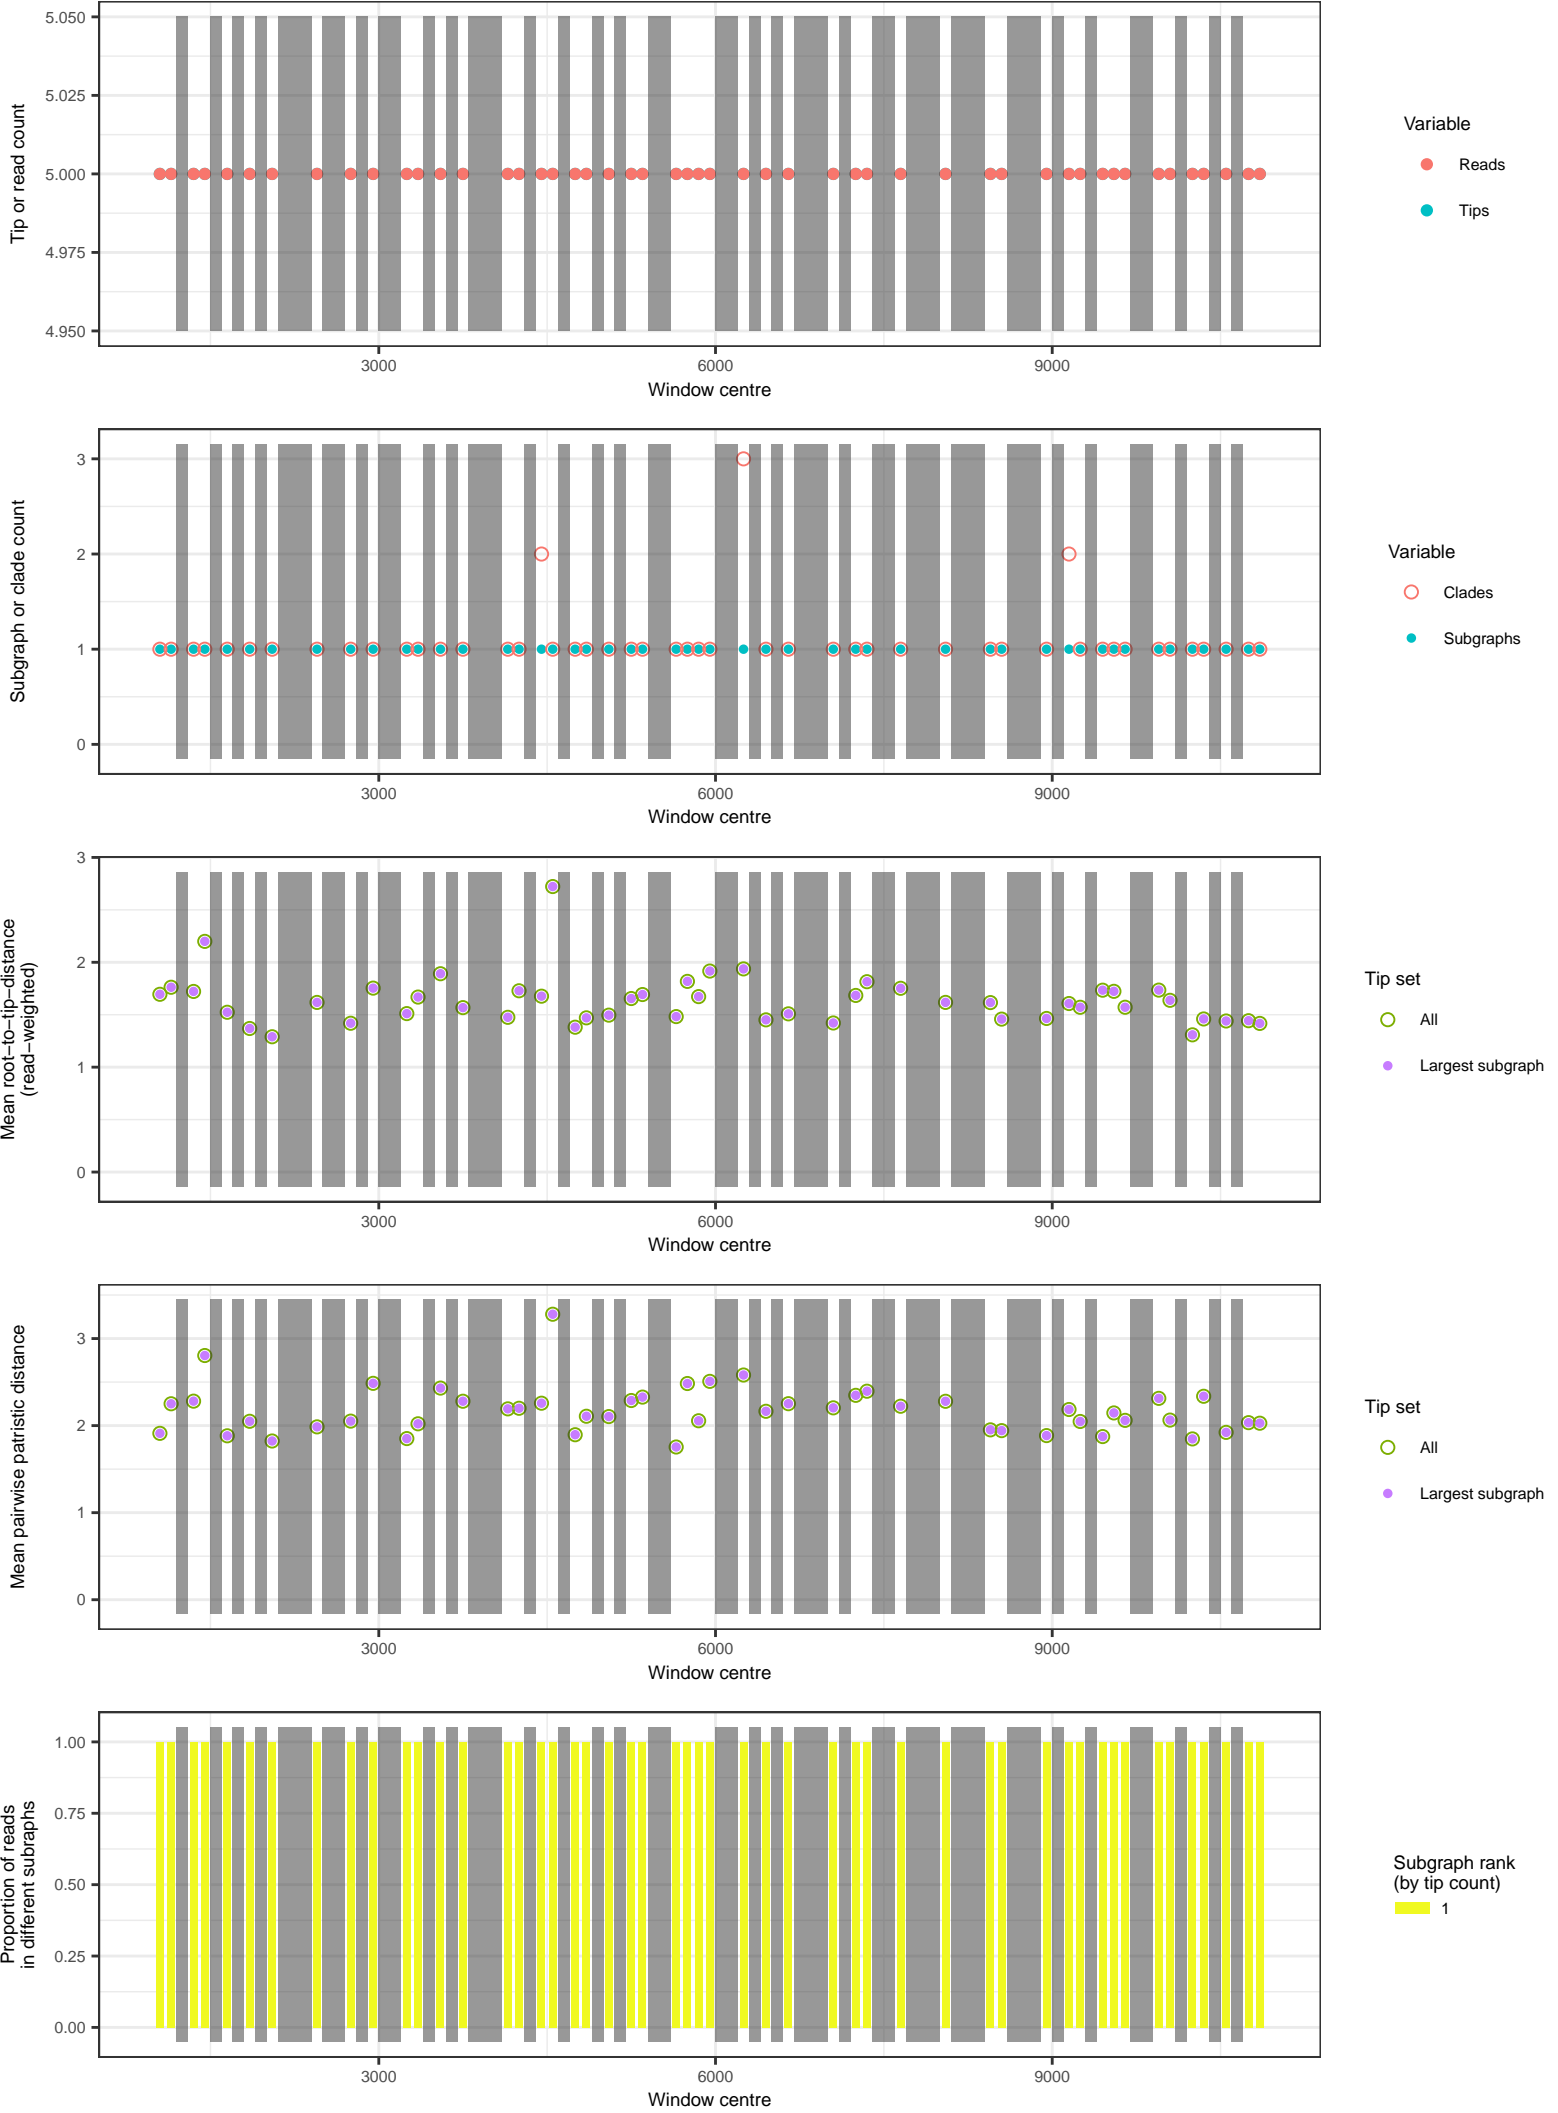 5.050
5.025
5.000
4.975
4.950
Tip or read count
3000 6000 9000
Window centre
Variable
Reads
Tips
3
2
1
0
Subgraph or clade count
3000 6000 9000
Window centre
Variable
Clades
Subgraphs
3
2
1
0
Mean root−to−tip−distance
(read−weighted)
3000 6000 9000
Window centre
Tip set
All
Largest subgraph
3
2
1
0
Mean pairwise patristic distance
3000 6000 9000
Window centre
Tip set
All
Largest subgraph
1.00
0.75
0.50
0.25
0.00
Proportion of reads
in different subraphs
3000 6000 9000
Window centre
Subgraph rank
(by tip count)
1